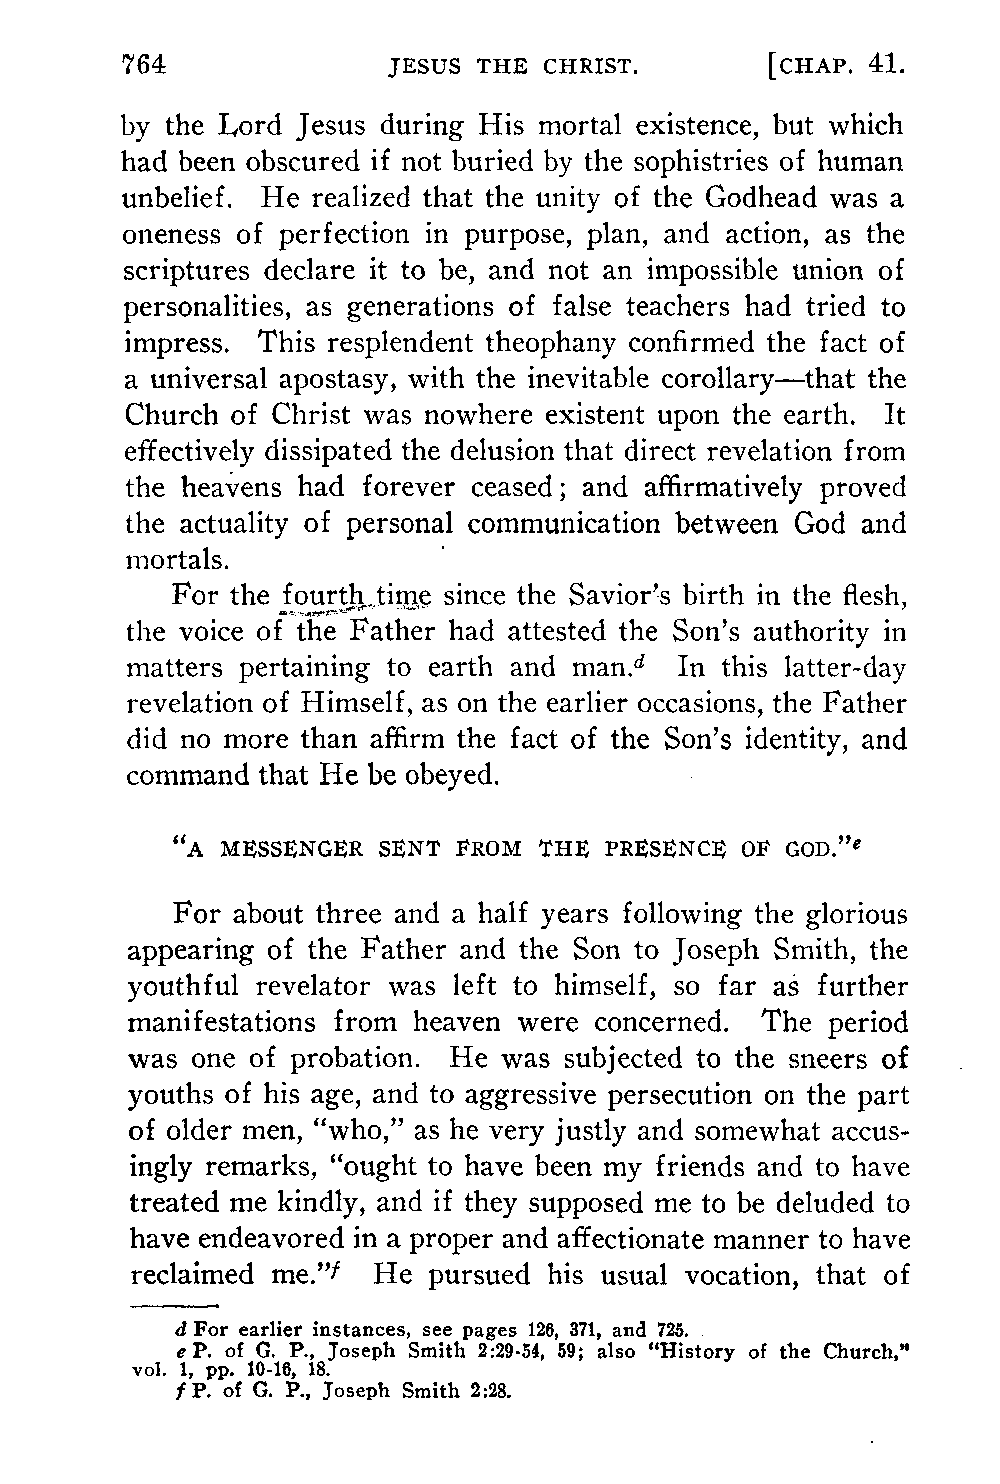 764 JESUS THE CHRIST. [CHAP. 41.
by the Lord Jesus during His mortal existence, but which
had been obscured if not buried by the sophistries of human
unbelief. He realized that the unity of the Godhead was a
oneness of perfection in purpose, plan, and action, as the
scriptures declare it to be, and not an impossible union of
personalities, as generations of false teachers had tried to
impress. This resplendent theophany confirmed the fact of
a universal apostasy, with the inevitable corollary—that the
Church of Christ was nowhere existent upon the earth. It
effectively dissipated the delusion that direct revelation from
the heavens had forever ceased; and affirmatively proved
the actuality of personal communication between God and
mortals.
For the fourth time since the Savior's birth in the flesh,
the voice of the Father had attested the Son's authority in
matters pertaining to earth and man.d In this latter-day
revelation of Himself, as on the earlier occasions, the Father
did no more than affirm the fact of the Son's identity, and
command that He be obeyed.
"A MESSENGER SENT FROM THE PRESENCE OF GOD."e
For about three and a half years following the glorious
appearing of the Father and the Son to Joseph Smith, the
youthful revelator was left to himself, so far as further
manifestations from heaven were concerned. The period
was one of probation. He was subjected to the sneers of
youths of his age, and to aggressive persecution on the part
of older men, "who," as he very justly and somewhat accus-
ingly remarks, "ought to have been my friends and to have
treated me kindly, and if they supposed me to be deluded to
have endeavored in a proper and affectionate manner to have
reclaimed me."f He pursued his usual vocation, that of
d For earlier instances, see pages 126, 371, and 725.
e P. of G. P., Joseph Smith 2:29-54, 59; also "History of the Church,"
vol. 1, pp. 10-16, 18.
f P. of G. P., Joseph Smith 2:28.